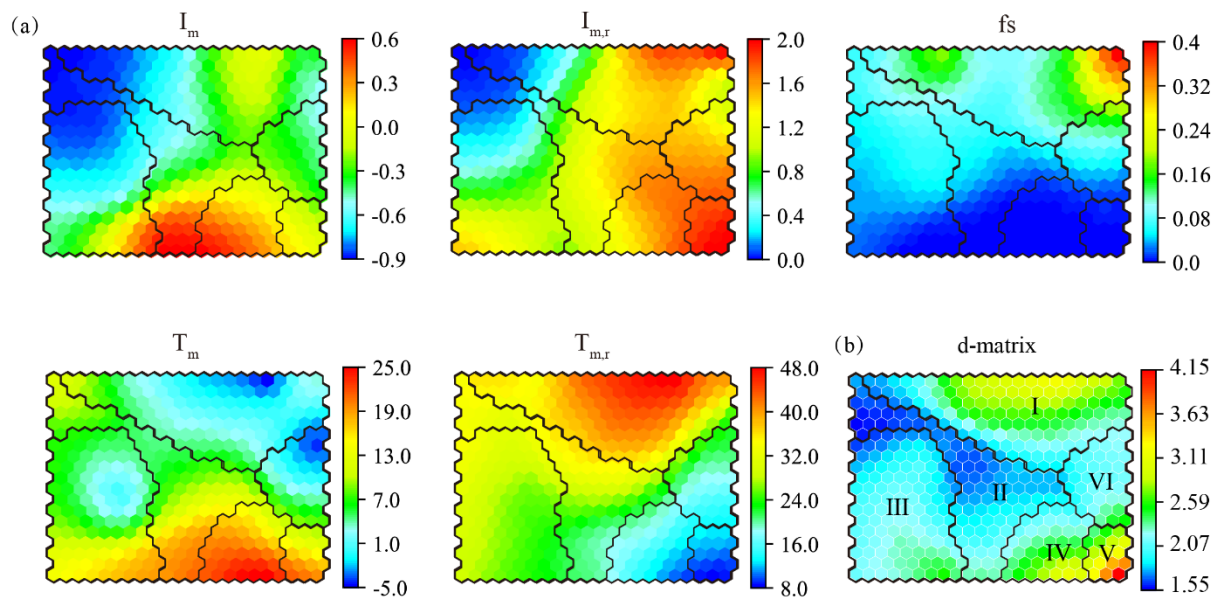 (a)
I_m
0.6
0.0
-0.3
-0.6
-0.9
I_m,r
2.0
1.6
1.2
0.8
0.4
0.0
fs
0.4
0.32
0.24
0.16
0.08
0.0
T_m
25.0
19.0
13.0
7.0
1.0
-5.0
T_m,r
48.0
40.0
32.0
24.0
16.0
8.0
(b)
d-matrix
I
II
III
IV
V
VI
4.15
3.63
3.11
2.59
2.07
1.55